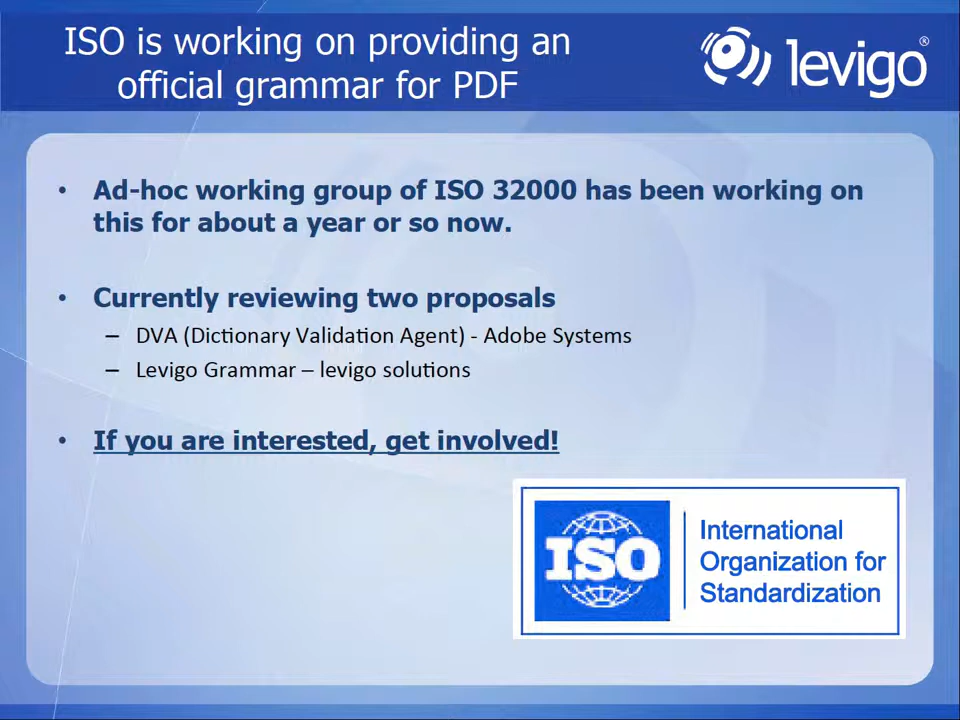 ISO is working on providing an
official grammar for PDF
levigo®
• Ad-hoc working group of ISO 32000 has been working on
this for about a year or so now.
• Currently reviewing two proposals
– DVA (Dictionary Validation Agent) - Adobe Systems
– Levigo Grammar – levigo solutions
• If you are interested, get involved!
ISO
International
Organization for
Standardization